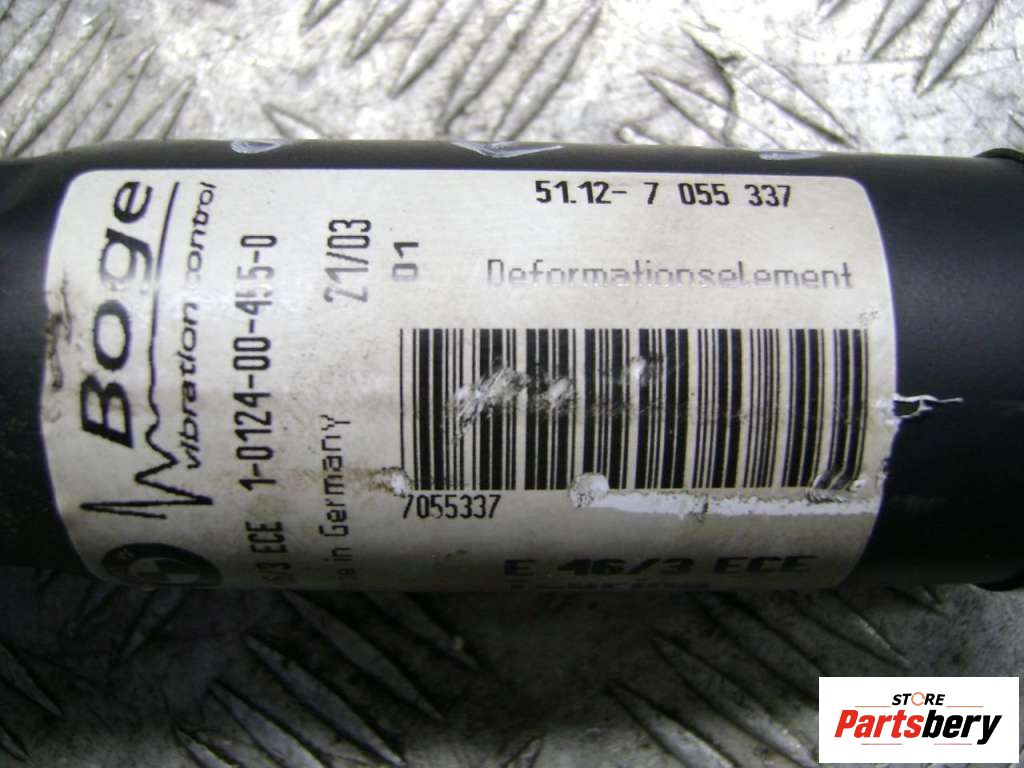 Boge
vibration control
1-0124-00-455-0
ECE
in Germany
21/03
01
51.12- 7 055 337
Deformationselement
7055337
E 46/3 ECE
STORE
Partsbery